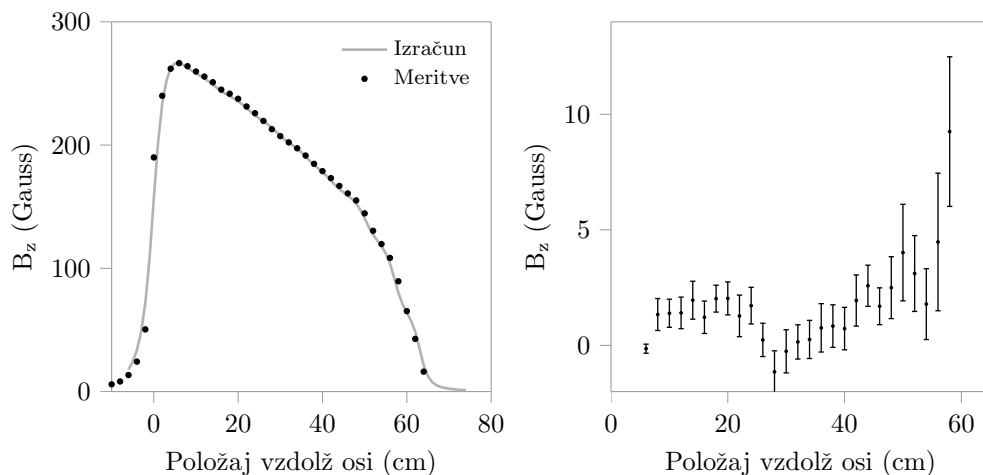 300
200
100
0
B_z (Gauss)
Izračun
Meritve
0 20 40 60 80
Položaj vzdolž osi (cm)
10
5
0
B_z (Gauss)
0 20 40 60
Položaj vzdolž osi (cm)